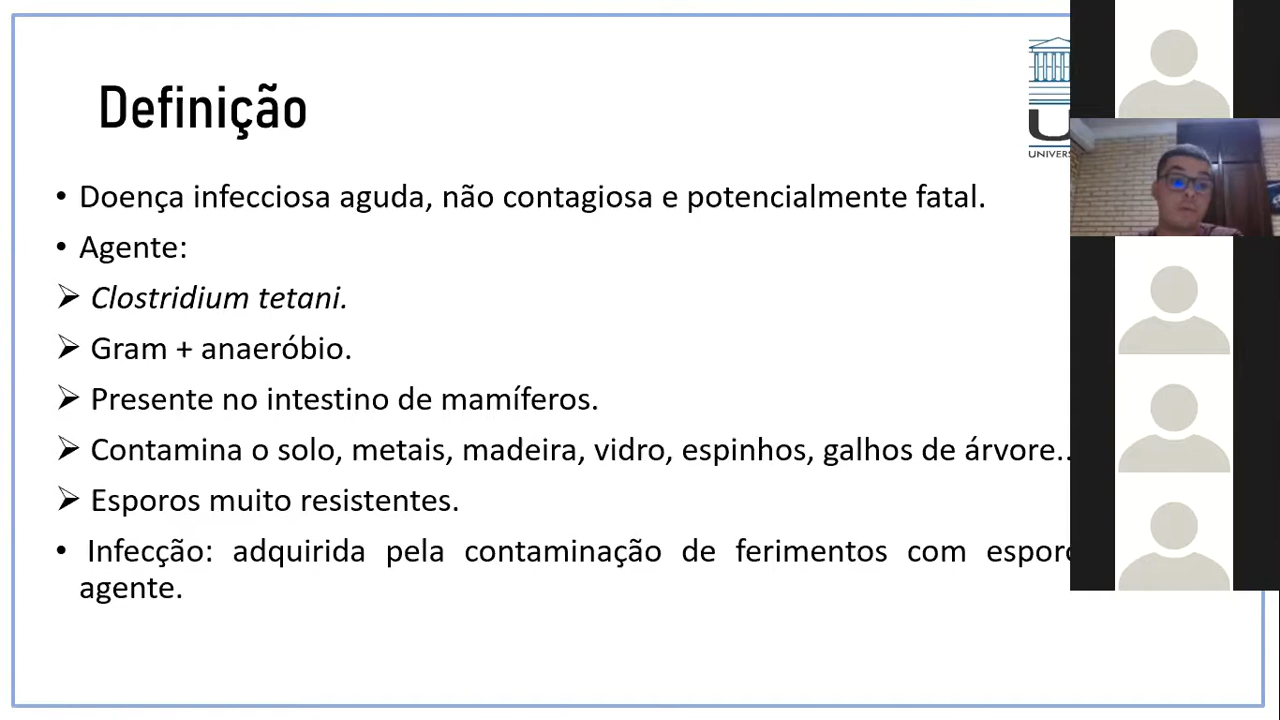 Definição
• Doença infecciosa aguda, não contagiosa e potencialmente fatal.
• Agente:
➢ Clostridium tetani.
➢ Gram + anaeróbio.
➢ Presente no intestino de mamíferos.
➢ Contamina o solo, metais, madeira, vidro, espinhos, galhos de árvore..
➢ Esporos muito resistentes.
• Infecção: adquirida pela contaminação de ferimentos com
agente.